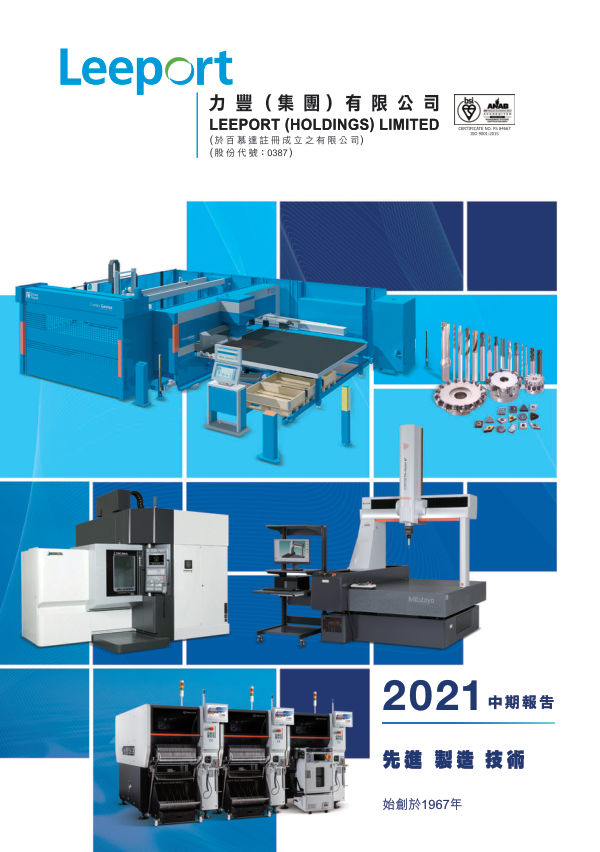 Leeport
力豐(集團)有限公司
LEEPORT (HOLDINGS) LIMITED
(於百慕達註冊成立之有限公司)
(股份代號：0387)
bsi
ANAB
CERTIFICATE NO. FS 84667
ISO 9001:2015
Mitutoyo
2021 中期報告
先進 製造 技術
始創於1967年